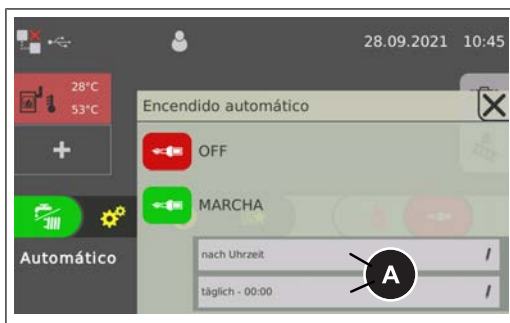 28.09.2021 10:45
28°C
53°C
Encendido automático
OFF
MARCHA
Automático
nach Uhrzeit
täglich - 00:00
A